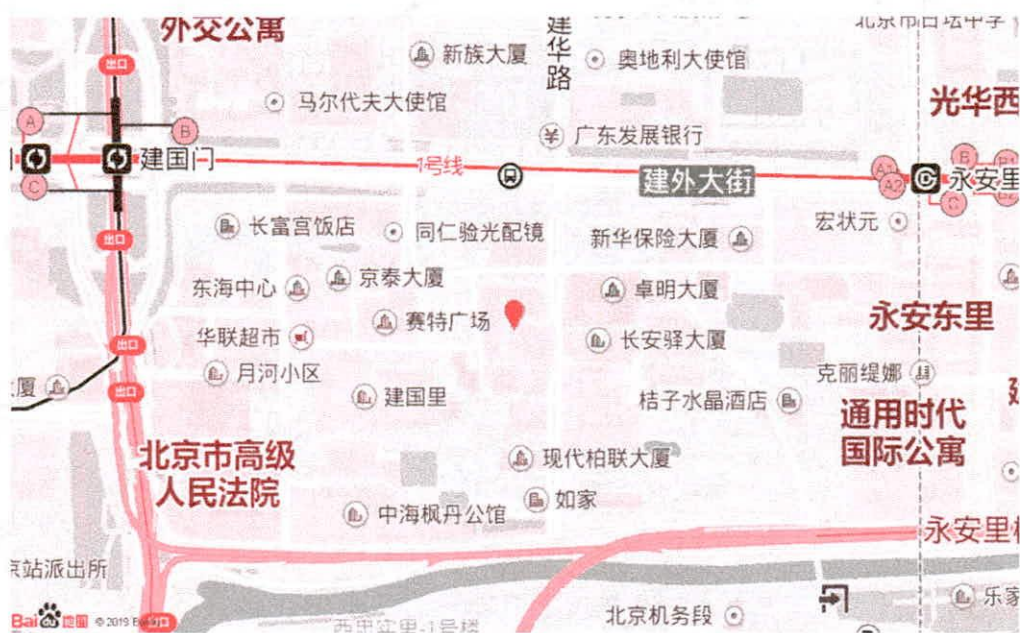 外交公寓
建华路
北京市日坛中学
新族大厦
奥地利大使馆
出口
马尔代夫大使馆
光华西
A
B
广东发展银行
建国门
1号线
建外大街
A1
A2
B
B1
永安里
C
C
长富宫饭店
同仁验光配镜
新华保险大厦
宏状元
出口
东海中心
京泰大厦
卓明大厦
赛特广场
永安东里
华联超市
长安驿大厦
出口
月河小区
克丽缇娜
出口
建国里
桔子水晶酒店
通用时代
国际公寓
北京市高级
人民法院
现代柏联大厦
如家
中海枫丹公馆
永安里
京站派出所
乐家
北京机务段
Bai du 地图 © 2019 B
出口